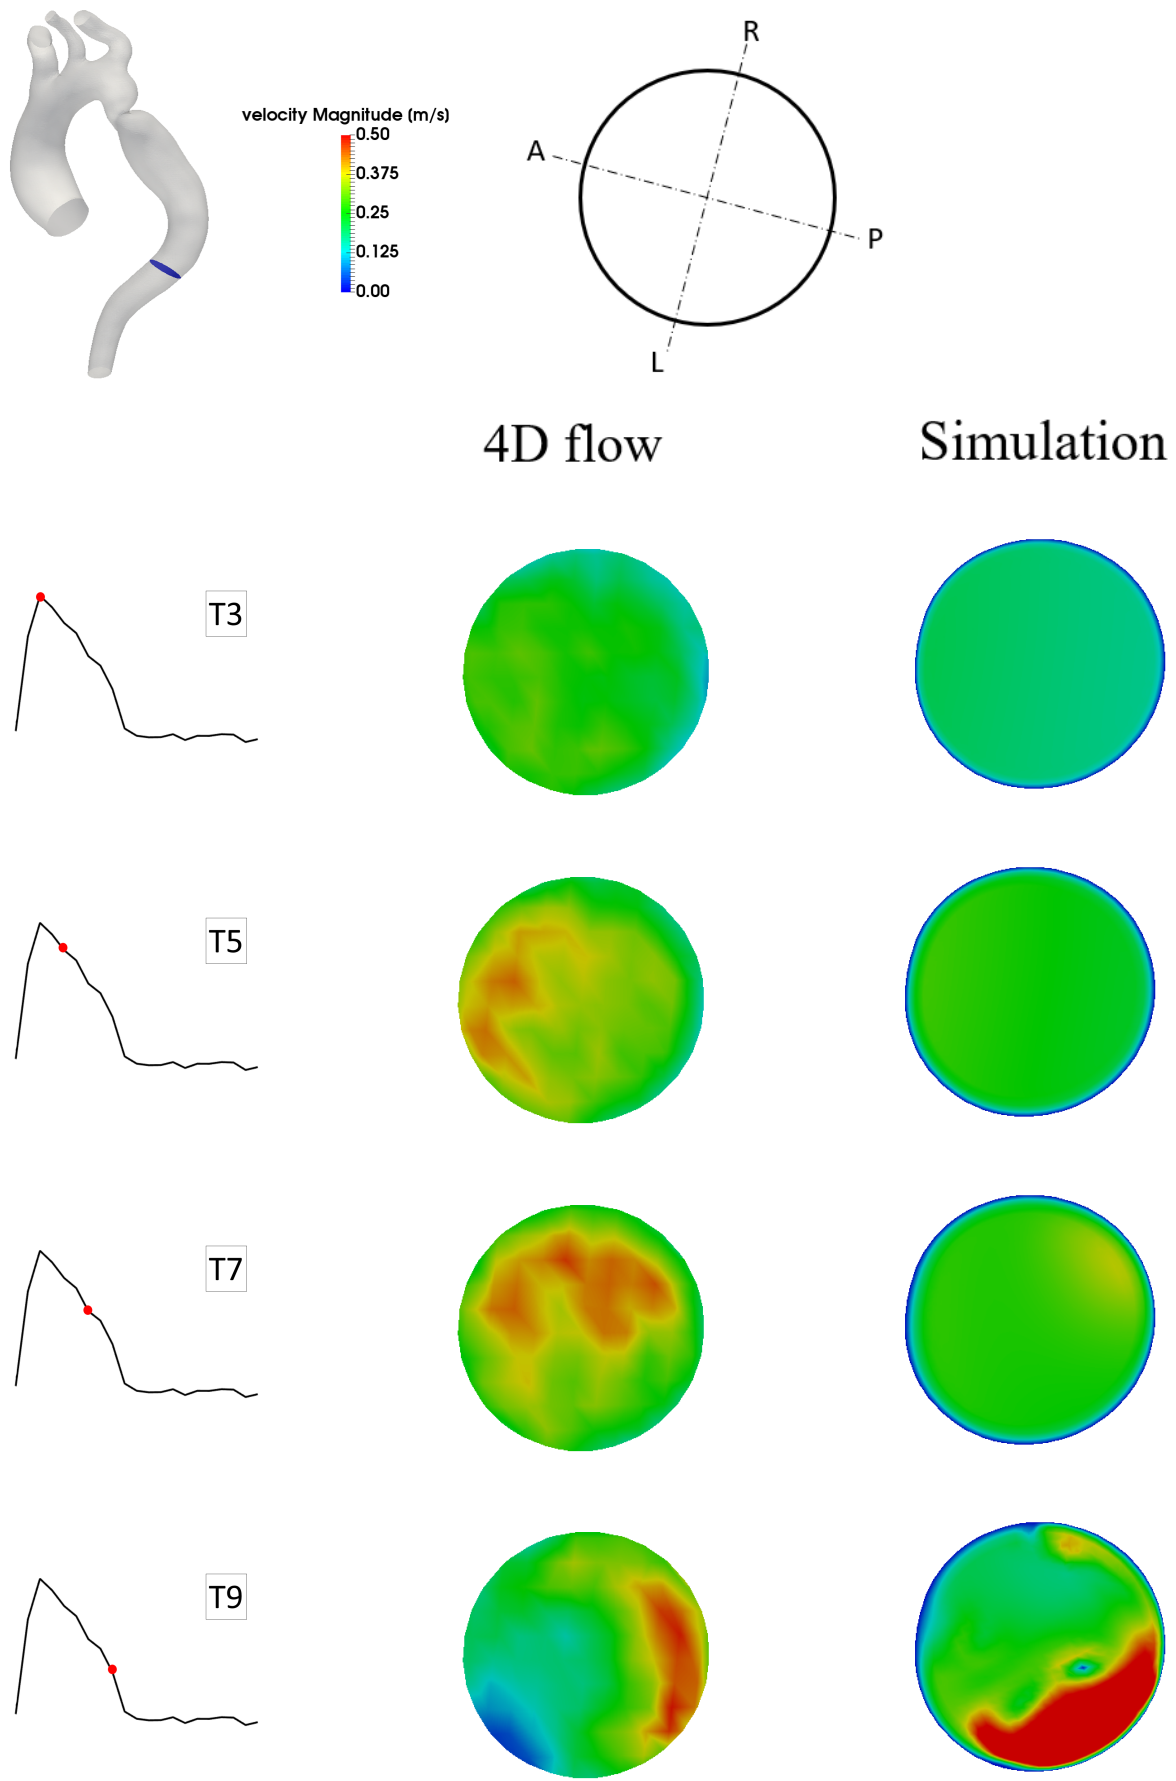 velocity Magnitude (m/s)
0.50
0.375
0.25
0.125
0.00
R
A
P
L
4D flow
Simulation
T3
T5
T7
T9